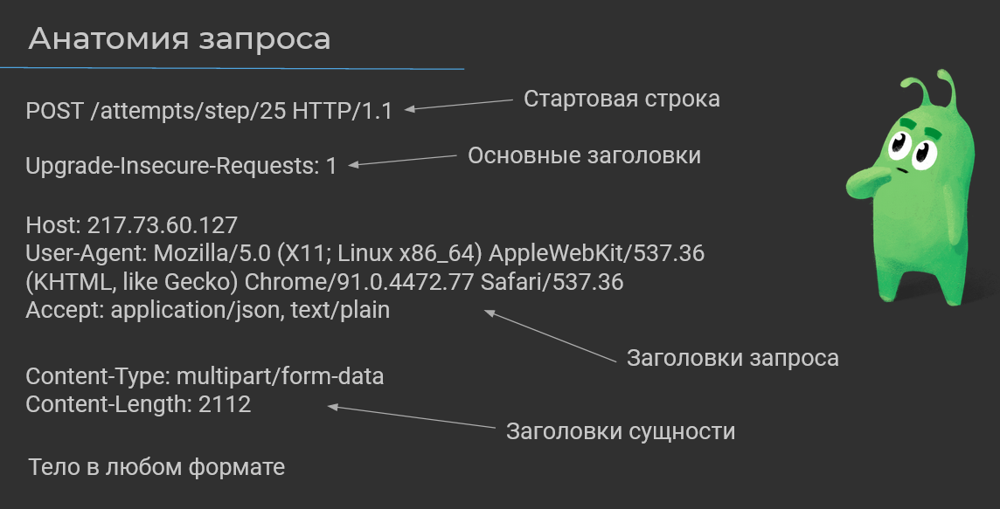 Анатомия запроса
POST /attempts/step/25 HTTP/1.1
Стартовая строка
Upgrade-Insecure-Requests: 1
Основные заголовки
Host: 217.73.60.127
User-Agent: Mozilla/5.0 (X11; Linux x86_64) AppleWebKit/537.36
(KHTML, like Gecko) Chrome/91.0.4472.77 Safari/537.36
Accept: application/json, text/plain
Заголовки запроса
Content-Type: multipart/form-data
Content-Length: 2112
Заголовки сущности
Тело в любом формате